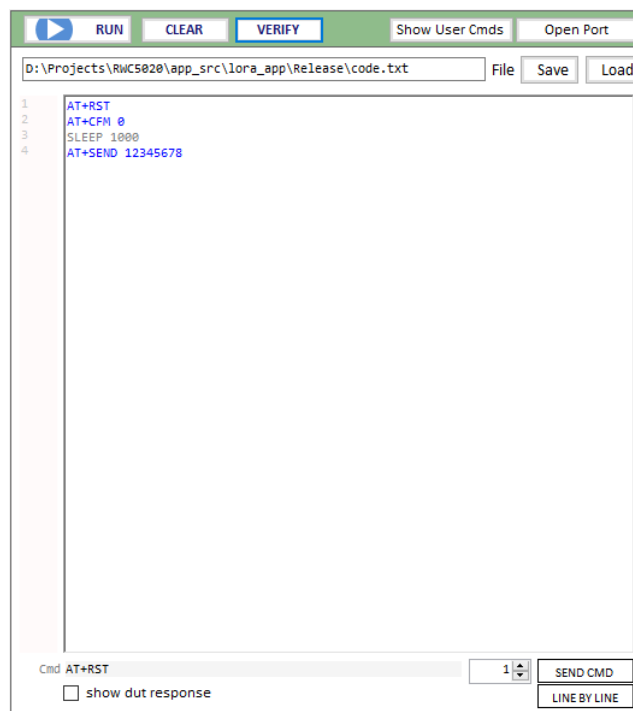 RUN CLEAR VERIFY Show User Cmds Open Port
D:\Projects\RWC5020\app_src\lora_app\Release\code.txt File Save Load
1 AT+RST
2 AT+CFM 0
3 SLEEP 1000
4 AT+SEND 12345678
Cmd AT+RST 1 SEND CMD
show dut response LINE BY LINE